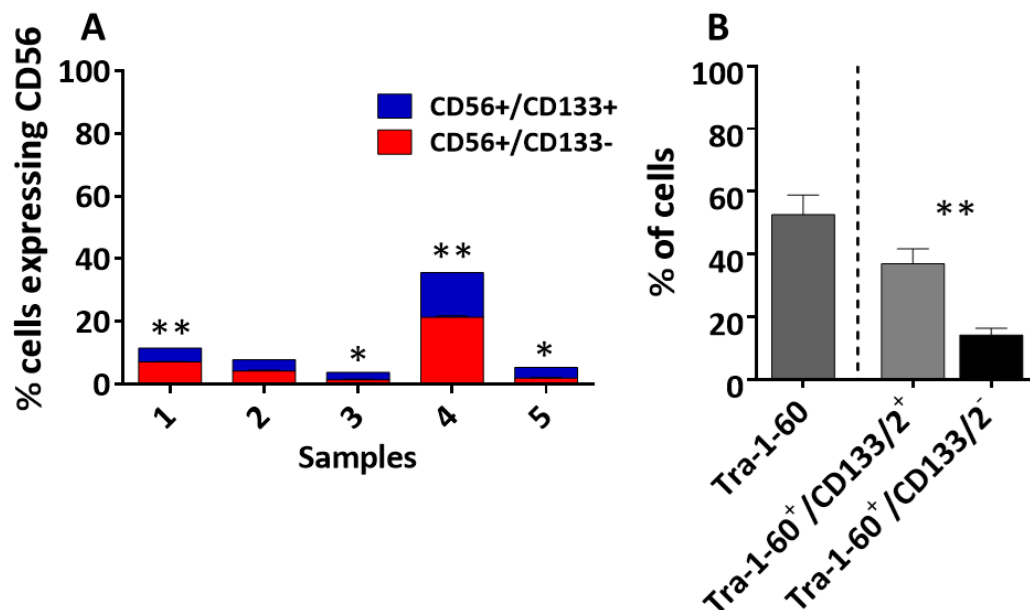 A
% cells expressing CD56
100
80
60
40
20
0
CD56+/CD133+
CD56+/CD133-
**
*
**
*
1
2
3
4
5
Samples
B
% of cells
100
80
60
40
20
0
**
Tra-1-60
Tra-1-60⁺/CD133/2⁺
Tra-1-60⁺/CD133/2⁻